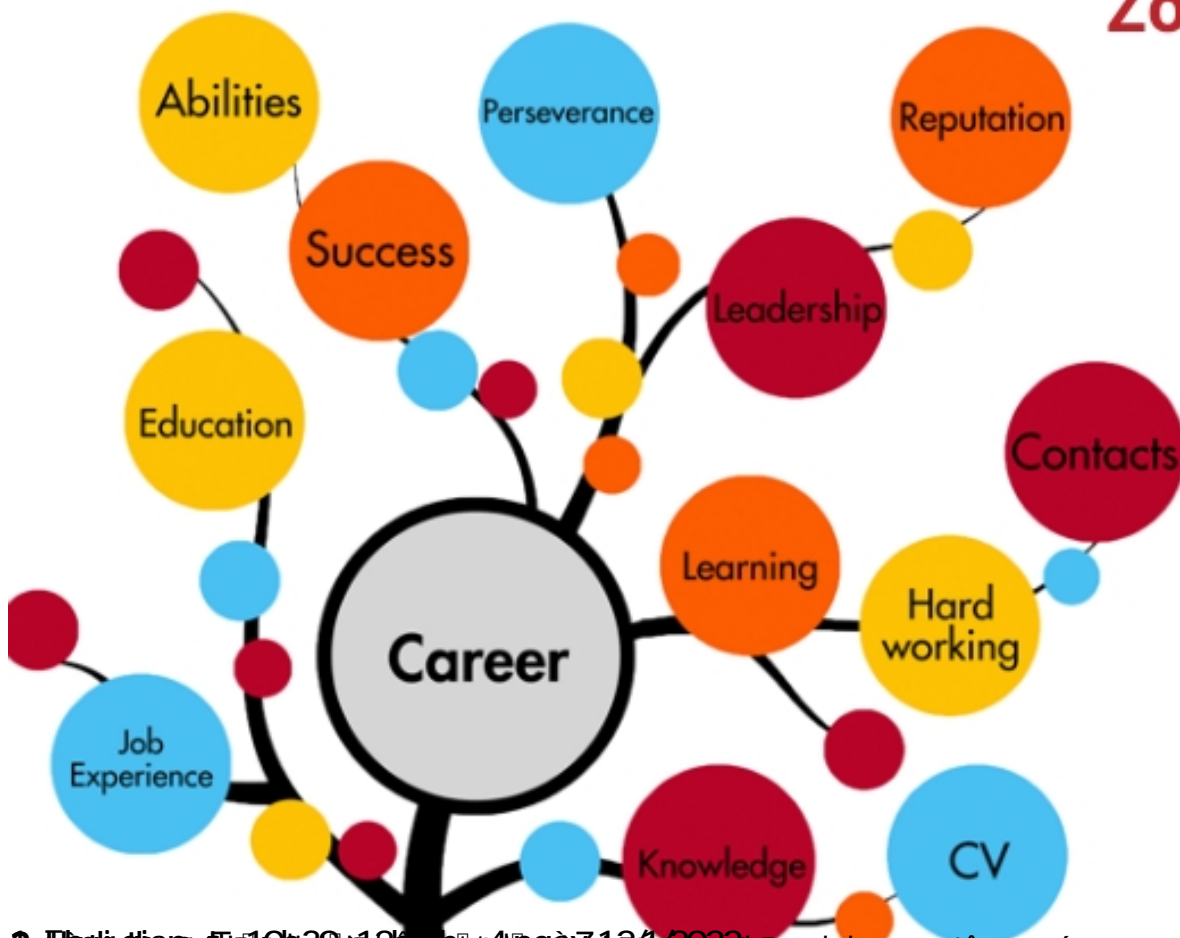 Abilities
Perseverance
Reputation
Success
Leadership
Education
Contacts
Learning
Hard
working
Career
Job
Experience
Knowledge
CV